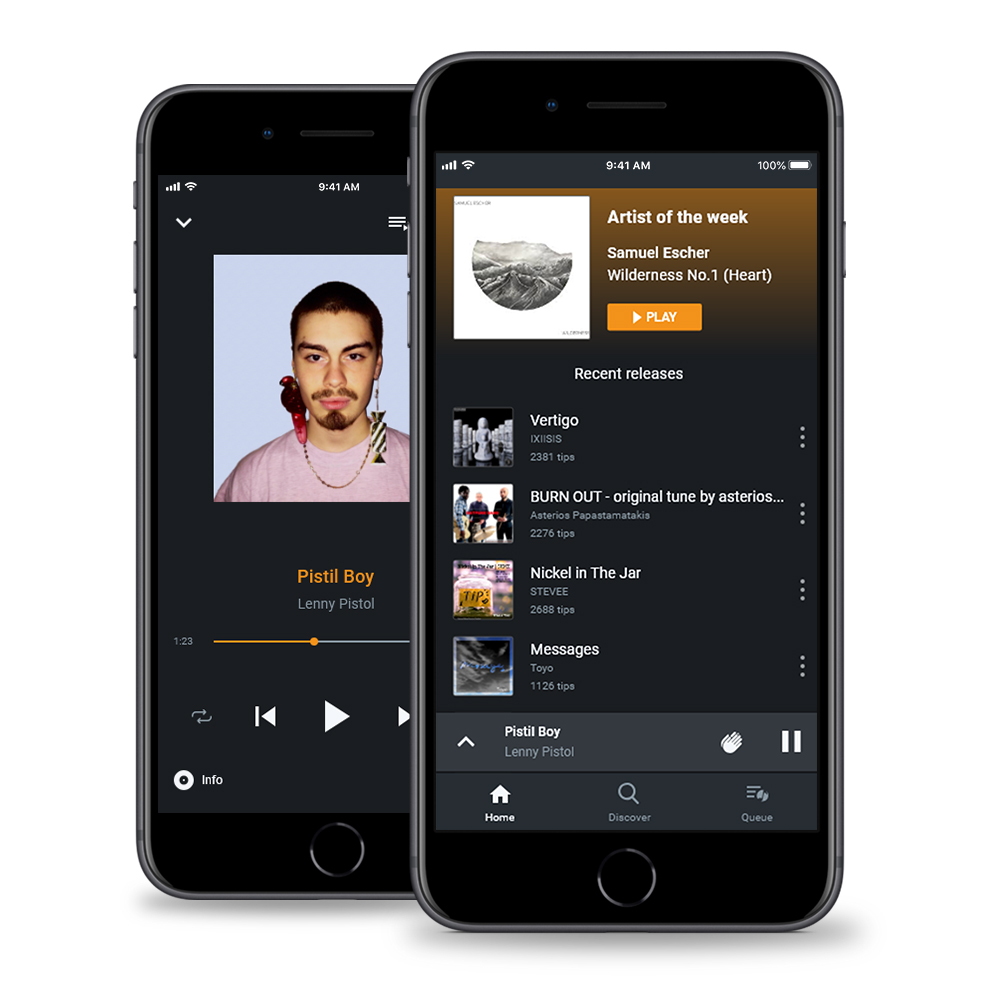 9:41 AM
Pistil Boy
Lenny Pistol
1:23
Info
9:41 AM 100%
SAMUEL ESCHER
Artist of the week
Samuel Escher
Wilderness No.1 (Heart)
PLAY
Recent releases
Vertigo
IXIISIS
2381 tips
BURN OUT - original tune by asterios...
Asterios Papastamatakis
2276 tips
TIPS
Nickel in The Jar
STEVEE
2688 tips
Messages
Toyo
1126 tips
Pistil Boy
Lenny Pistol
Home Discover Queue